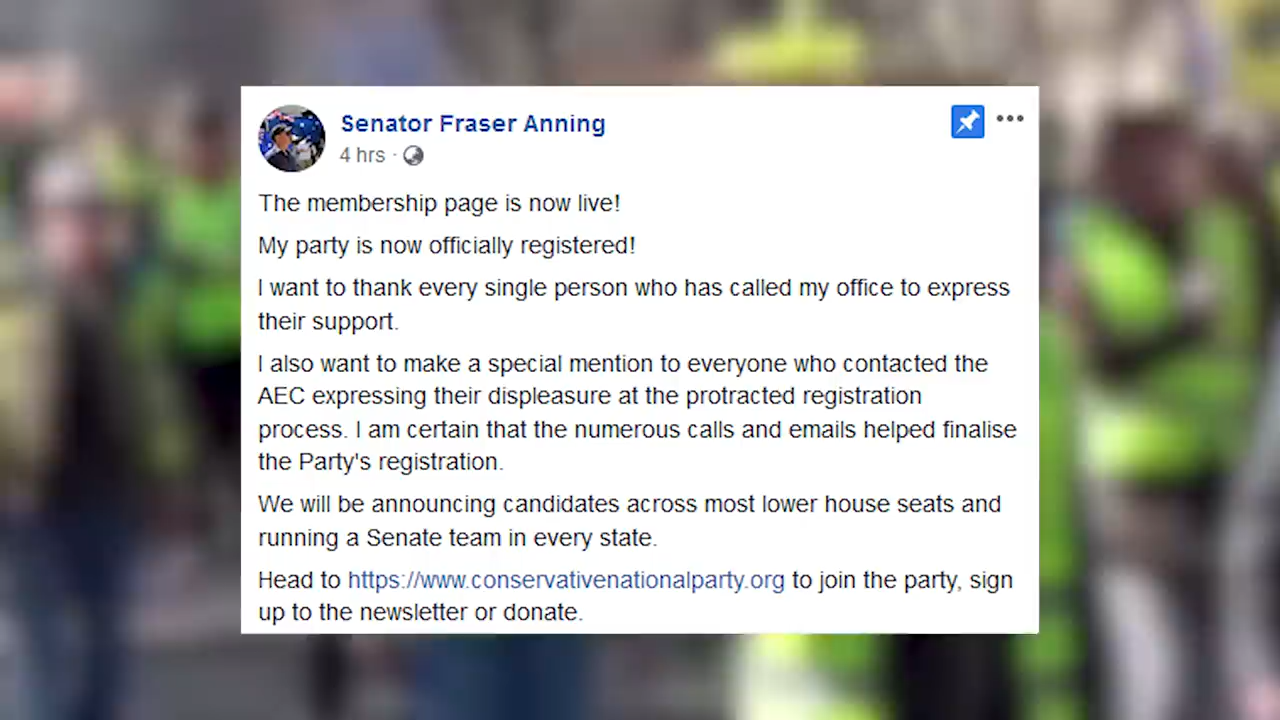 Senator Fraser Anning
4 hrs ·
The membership page is now live!
My party is now officially registered!
I want to thank every single person who has called my office to express
their support.
I also want to make a special mention to everyone who contacted the
AEC expressing their displeasure at the protracted registration
process. I am certain that the numerous calls and emails helped finalise
the Party's registration.
We will be announcing candidates across most lower house seats and
running a Senate team in every state.
Head to https://www.conservativenationalparty.org to join the party, sign
up to the newsletter or donate.